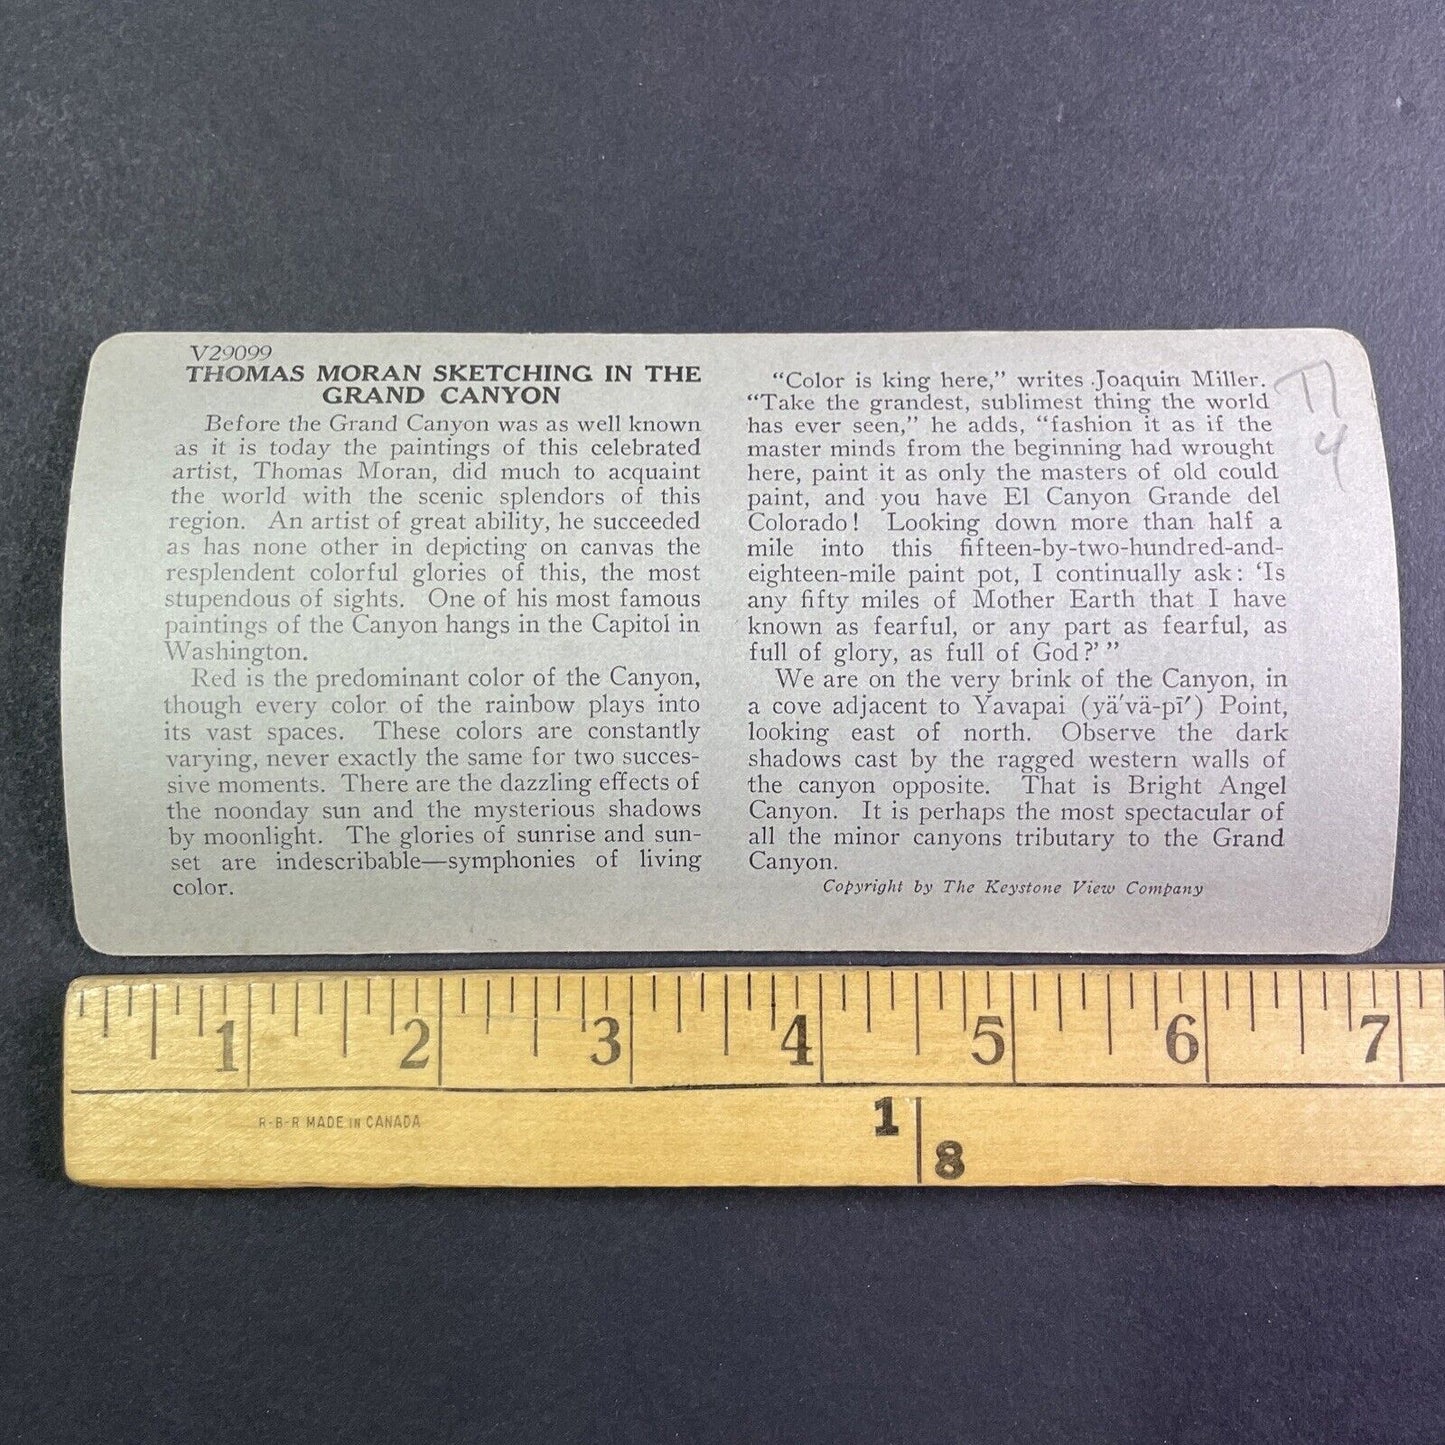 V29099
THOMAS MORAN SKETCHING IN THE
GRAND CANYON
Before the Grand Canyon was as well known
as it is today the paintings of this celebrated
artist, Thomas Moran, did much to acquaint
the world with the scenic splendors of this
region. An artist of great ability, he succeeded
as has none other in depicting on canvas the
resplendent colorful glories of this, the most
stupendous of sights. One of his most famous
paintings of the Canyon hangs in the Capitol in
Washington.
Red is the predominant color of the Canyon,
though every color of the rainbow plays into
its vast spaces. These colors are constantly
varying, never exactly the same for two succes-
sive moments. There are the dazzling effects of
the noonday sun and the mysterious shadows
by moonlight. The glories of sunrise and sun-
set are indescribable—symphonies of living
color.
“Color is king here,” writes Joaquin Miller.
“Take the grandest, sublimest thing the world
has ever seen,” he adds, “fashion it as if the
master minds from the beginning had wrought
here, paint it as only the masters of old could
paint, and you have El Canyon Grande del
Colorado! Looking down more than half a
mile into this fifteen-by-two-hundred-and-
eighteen-mile paint pot, I continually ask: ‘Is
any fifty miles of Mother Earth that I have
known as fearful, or any part as fearful, as
full of glory, as full of God?’”
We are on the very brink of the Canyon, in
a cove adjacent to Yavapai (yä′vä-pī′) Point,
looking east of north. Observe the dark
shadows cast by the ragged western walls of
the canyon opposite. That is Bright Angel
Canyon. It is perhaps the most spectacular of
all the minor canyons tributary to the Grand
Canyon.
Copyright by The Keystone View Company
1 2 3 4 5 6 7
R-B-R MADE IN CANADA
1
8